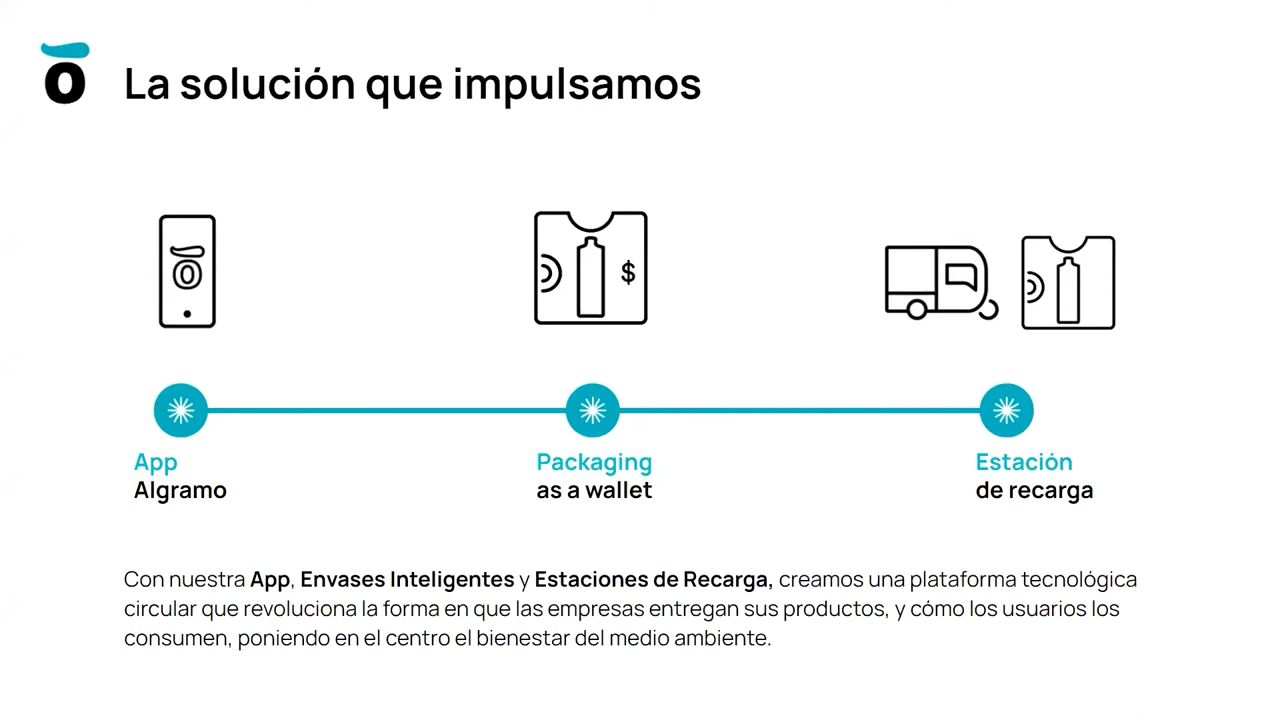 ō
La solución que impulsamos
ō
$
App
Algramo
Packaging
as a wallet
Estación
de recarga
Con nuestra App, Envases Inteligentes y Estaciones de Recarga, creamos una plataforma tecnológica
circular que revoluciona la forma en que las empresas entregan sus productos, y cómo los usuarios los
consumen, poniendo en el centro el bienestar del medio ambiente.